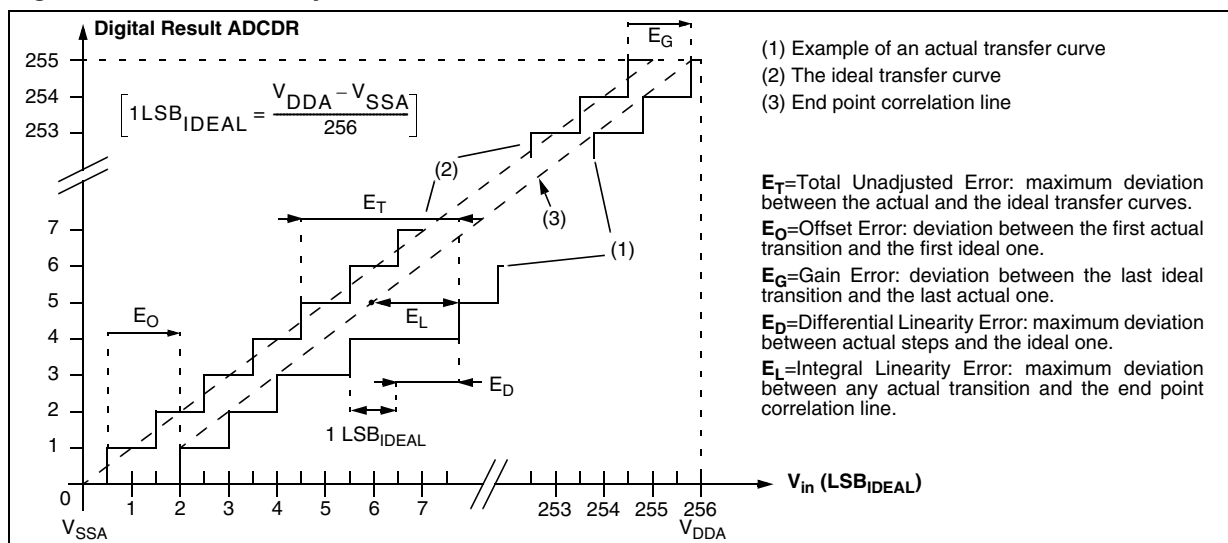 Digital Result ADCDR
E_G
255
254
253
[1LSB_IDEAL = (V_DDA – V_SSA) / 256]
(2)
(3)
(1)
E_T
7
6
5
4
3
2
1
0
E_O
E_L
E_D
1 LSB_IDEAL
1 2 3 4 5 6 7 253 254 255 256
V_in (LSB_IDEAL)
V_SSA
V_DDA
(1) Example of an actual transfer curve
(2) The ideal transfer curve
(3) End point correlation line
E_T=Total Unadjusted Error: maximum deviation
between the actual and the ideal transfer curves.
E_O=Offset Error: deviation between the first actual
transition and the first ideal one.
E_G=Gain Error: deviation between the last ideal
transition and the last actual one.
E_D=Differential Linearity Error: maximum deviation
between actual steps and the ideal one.
E_L=Integral Linearity Error: maximum deviation
between any actual transition and the end point
correlation line.